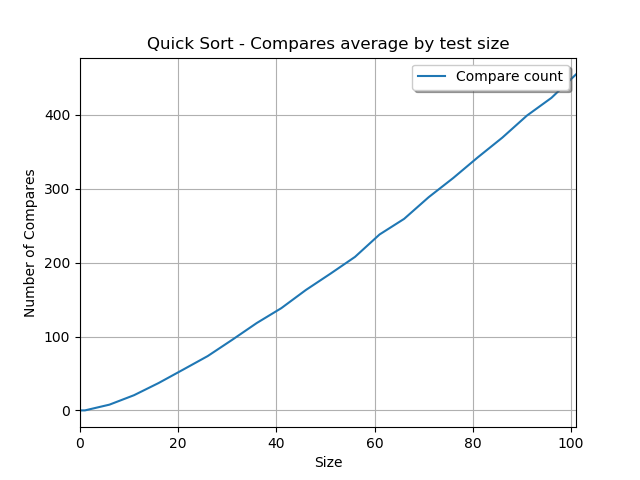 Quick Sort - Compares average by test size
Compare count
400
300
200
100
0
Number of Compares
0 20 40 60 80 100
Size